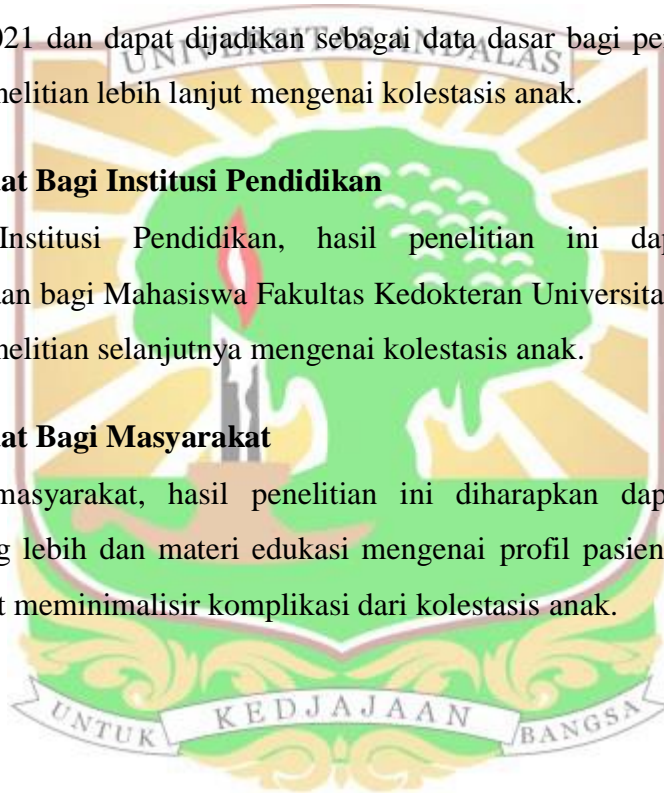 021 dan dapat dijadikan sebagai data dasar bagi pe
UNIVERSITAS ANDALAS
nelitian lebih lanjut mengenai kolestasis anak.
at Bagi Institusi Pendidikan
Institusi Pendidikan, hasil penelitian ini da
an bagi Mahasiswa Fakultas Kedokteran Universita
nelitian selanjutnya mengenai kolestasis anak.
at Bagi Masyarakat
masyarakat, hasil penelitian ini diharapkan dap
g lebih dan materi edukasi mengenai profil pasien
t meminimalisir komplikasi dari kolestasis anak.
UNTUK KEDJAJAAN BANGSA